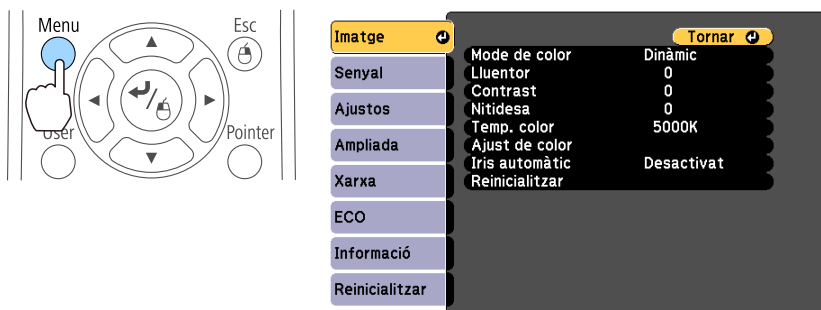 Menu
Esc
User
Pointer
Imatge
Senyal
Ajustos
Ampliada
Xarxa
ECO
Informació
Reinicialitzar
Tornar
Mode de color Dinàmic
Lluentor 0
Contrast 0
Nitidesa 0
Temp. color 5000K
Ajust de color
Iris automàtic Desactivat
Reinicialitzar